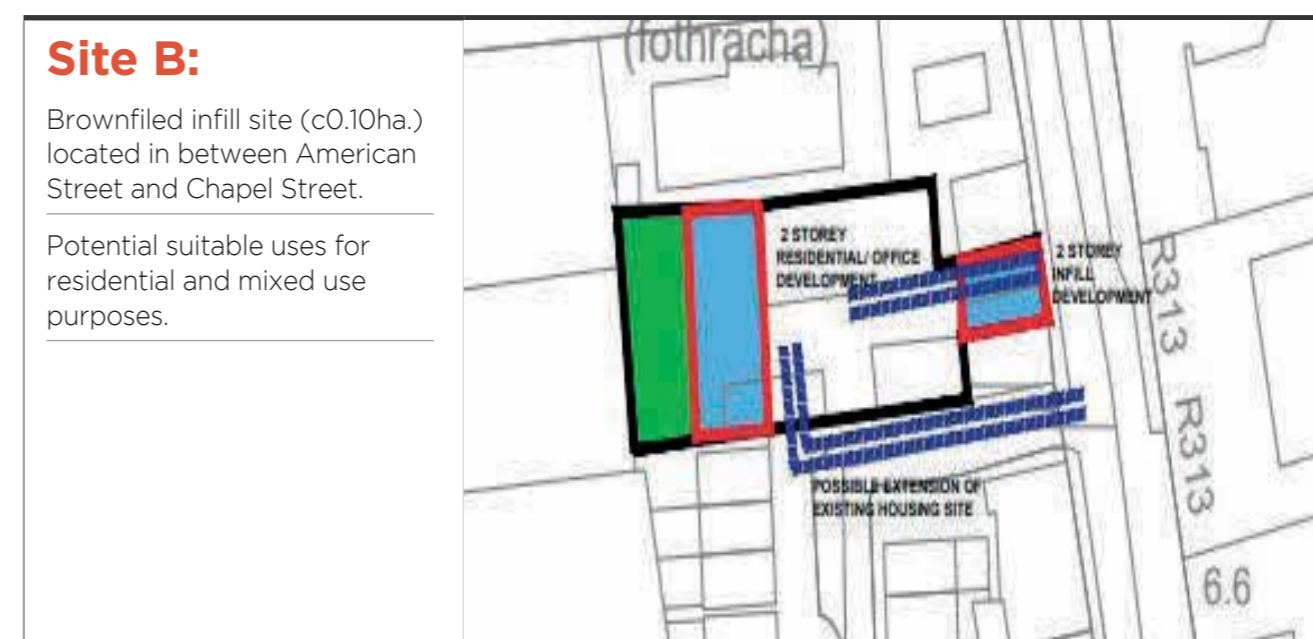 Site B:
Brownfiled infill site (c0.10ha.)
located in between American
Street and Chapel Street.
Potential suitable uses for
residential and mixed use
purposes.
(fothracha)
2 STOREY
RESIDENTIAL/ OFFICE
DEVELOPMENT
2 STOREY
INFILL
DEVELOPMENT
R313
R313
POSSIBLE EXTENSION OF
EXISTING HOUSING SITE
6.6